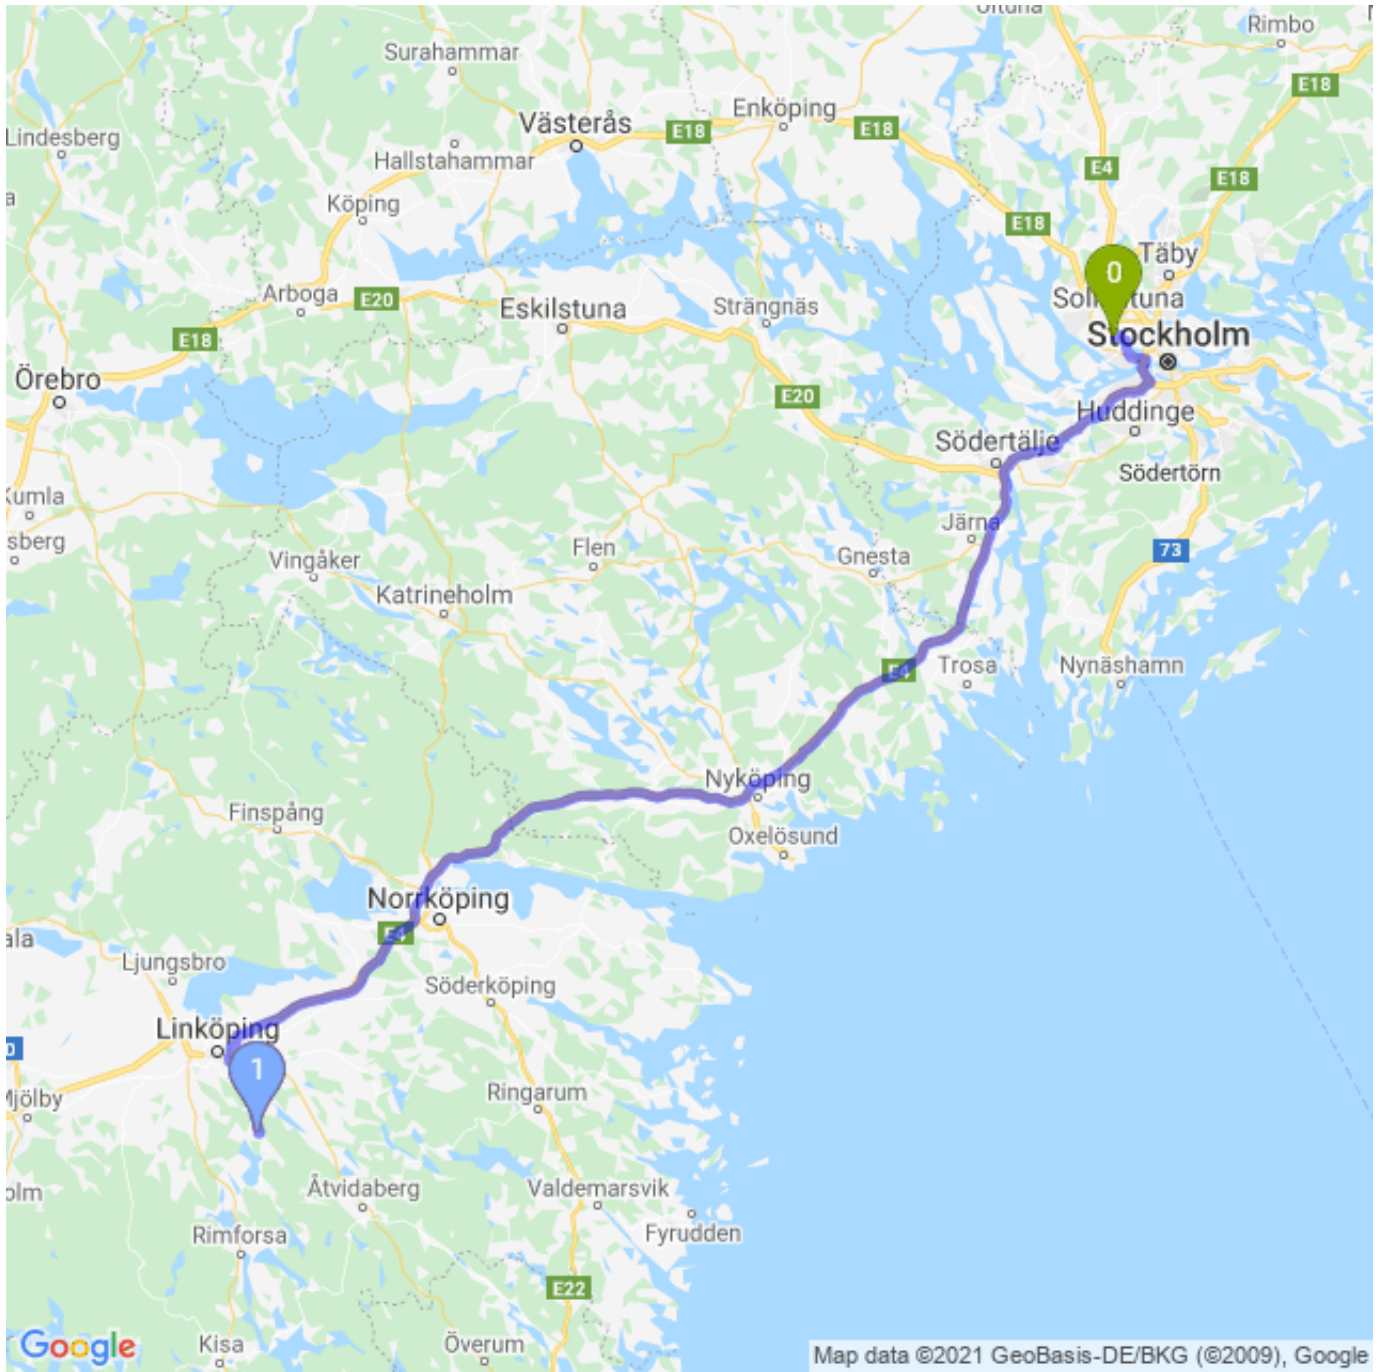 Rimbo
Surahammar
E18
Enköping
Västerås
E18
E18
Lindesberg
Hallstahammar
E4
E18
Köping
E18
Täby
0
Arboga
E20
Eskilstuna
Strängnäs
E18
Stockholm
Örebro
E20
Huddinge
Södertälje
Södertörn
Kumla
Järna
sberg
Flen
Gnesta
73
Vingåker
Katrineholm
E4
Trosa
Nynäshamn
Nyköping
Finspång
Oxelösund
Norrköping
E4
ala
Ljungsbro
Söderköping
Linköping
1
Mjölby
Ringarum
Åtvidaberg
Valdemarsvik
olm
Rimforsa
Fyrudden
E22
Google
Kisa
Överum
Map data ©2021 GeoBasis-DE/BKG (©2009), Google